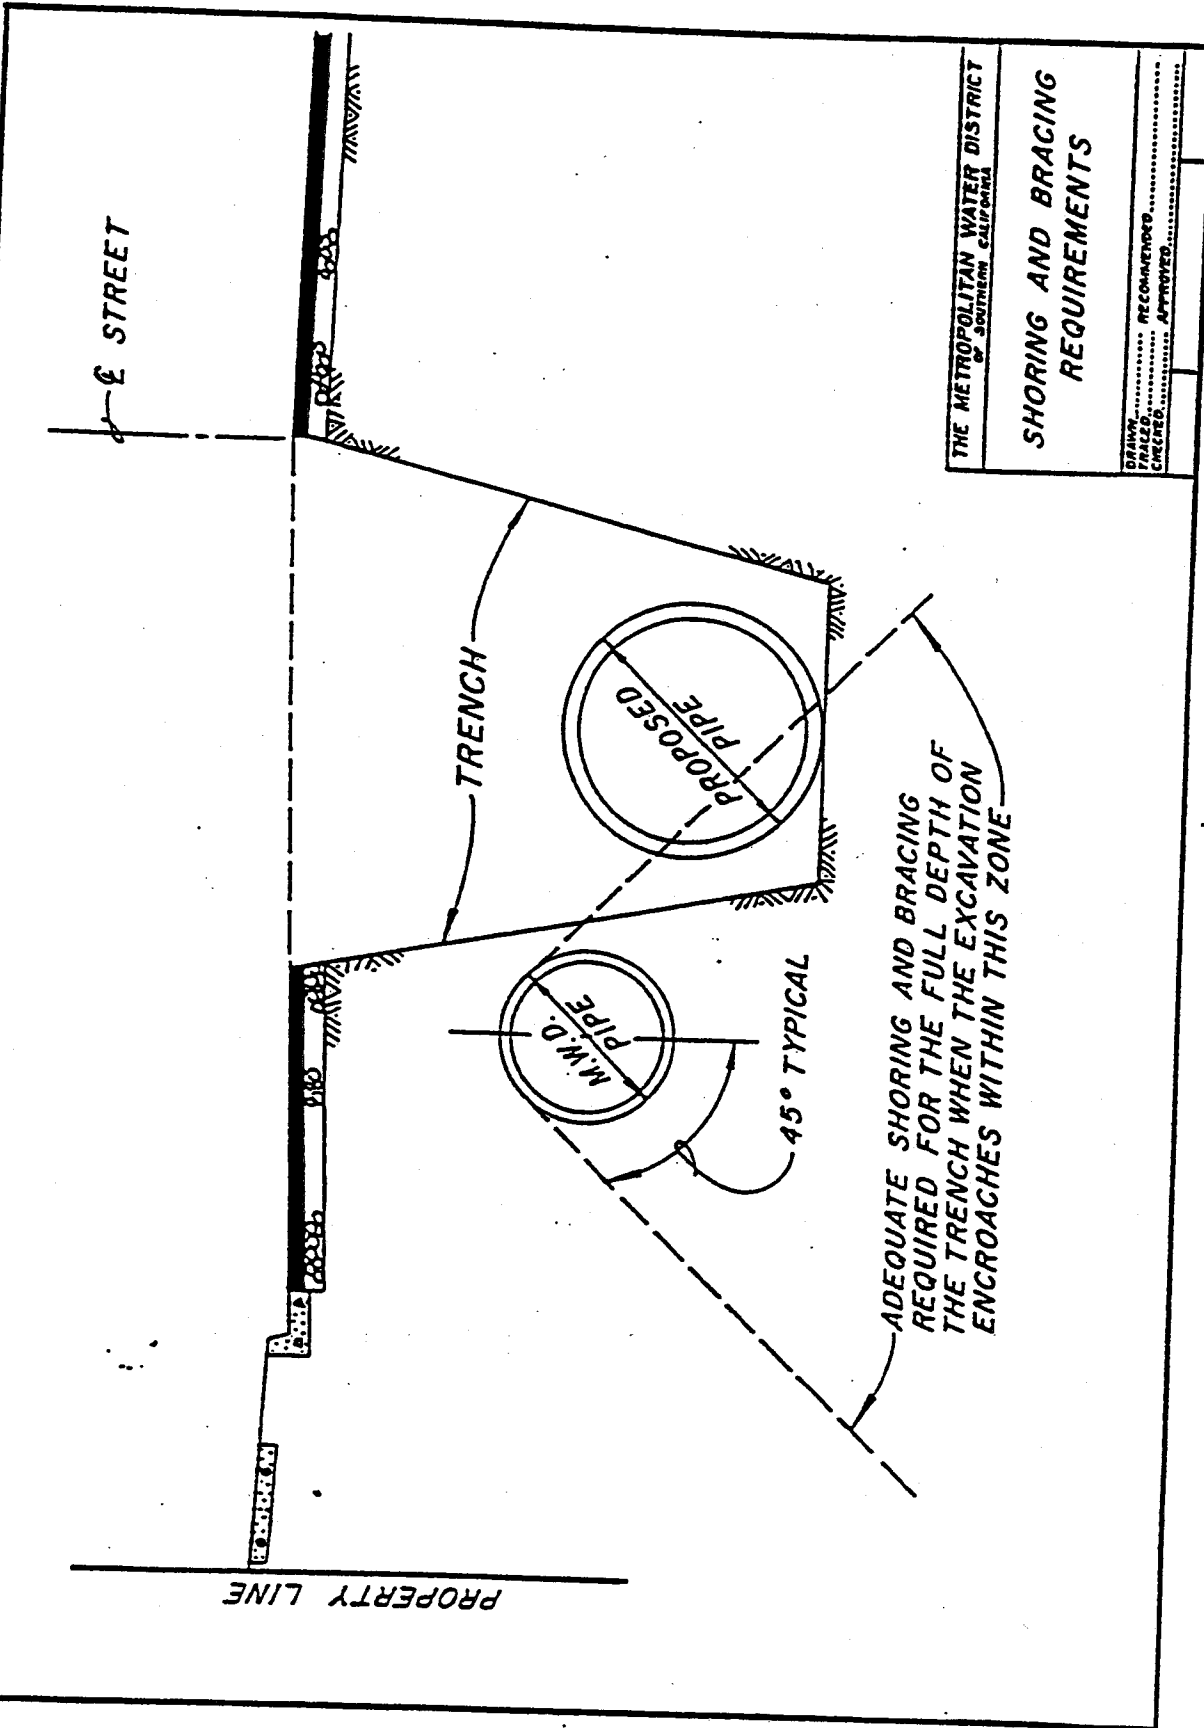 ℄ STREET
TRENCH
PROPOSED
PIPE
M.W.D.
PIPE
45° TYPICAL
PROPERTY LINE
ADEQUATE SHORING AND BRACING
REQUIRED FOR THE FULL DEPTH OF
THE TRENCH WHEN THE EXCAVATION
ENCROACHES WITHIN THIS ZONE
THE METROPOLITAN WATER DISTRICT
OF SOUTHERN CALIFORNIA
SHORING AND BRACING
REQUIREMENTS
DRAWN
TRACED RECOMMENDED
CHECKED APPROVED